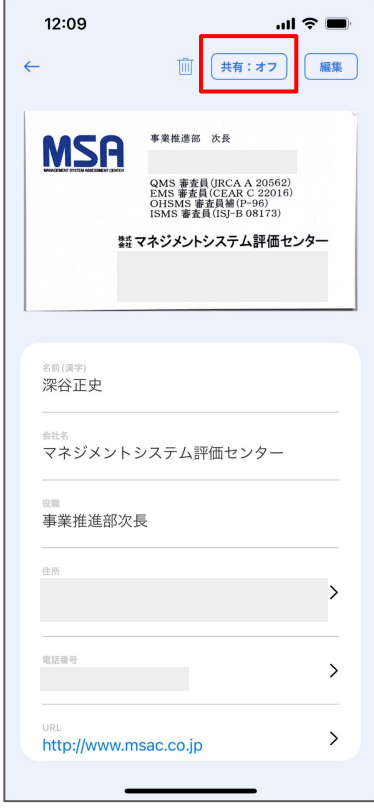 12:09
共有：オフ
編集
MSA
MANAGEMENT SYSTEM ASSESSMENT CENTER
事業推進部 次長
QMS 審査員(JRCA A 20562)
EMS 審査員(CEAR C 22016)
OHSMS 審査員補(P-96)
ISMS 審査員(ISJ-B 08173)
株式会社 マネジメントシステム評価センター
名前 (漢字)
深谷正史
会社名
マネジメントシステム評価センター
役職
事業推進部次長
住所
電話番号
URL
http://www.msac.co.jp